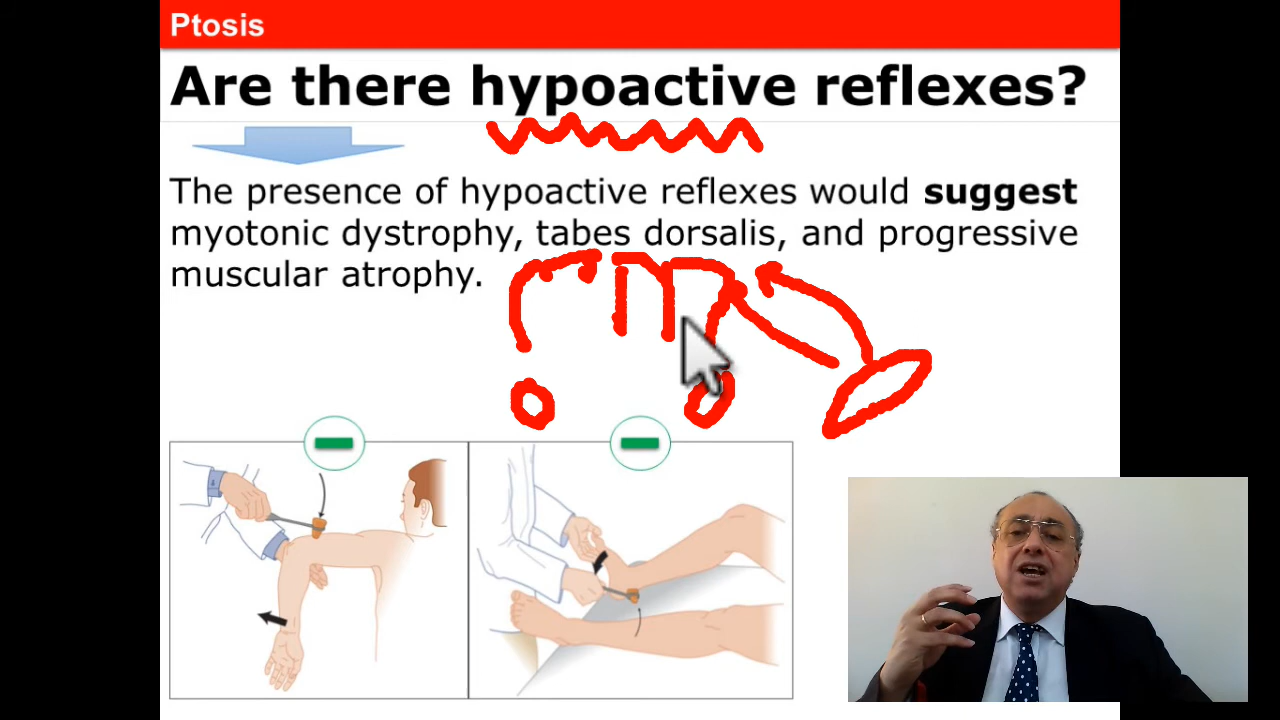 Ptosis
Are there hypoactive reflexes?
The presence of hypoactive reflexes would suggest
myotonic dystrophy, tabes dorsalis, and progressive
muscular atrophy.